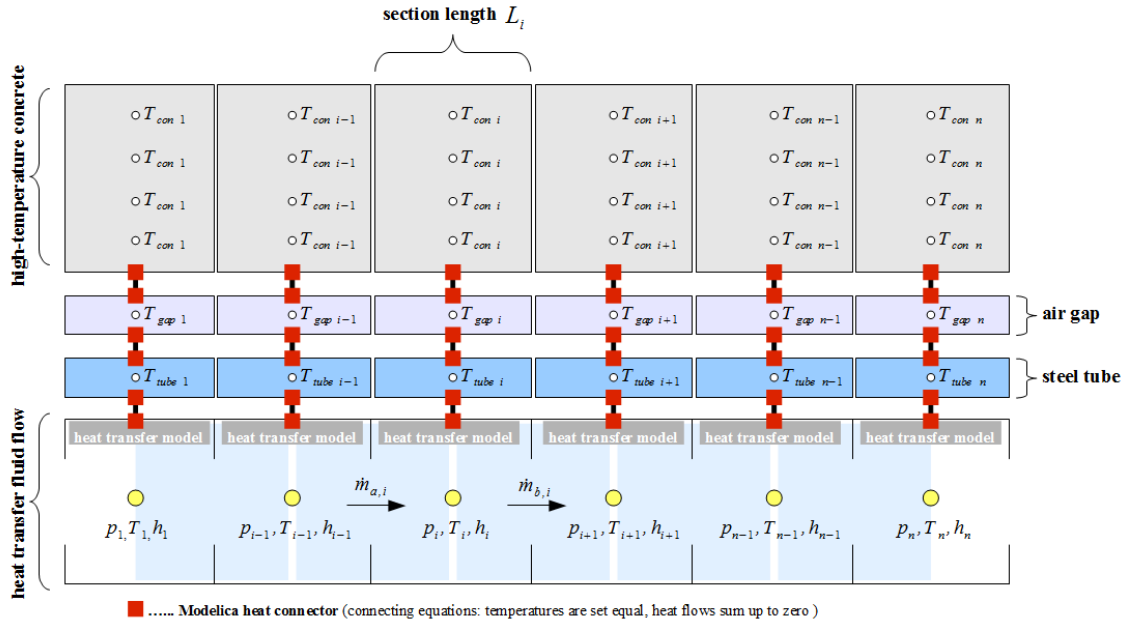 section length L_i
high-temperature concrete
T_con 1 T_con i−1 T_con i T_con i+1 T_con n−1 T_con n
T_con 1 T_con i−1 T_con i T_con i+1 T_con n−1 T_con n
T_con 1 T_con i−1 T_con i T_con i+1 T_con n−1 T_con n
T_con 1 T_con i−1 T_con i T_con i+1 T_con n−1 T_con n
T_gap 1 T_gap i−1 T_gap i T_gap i+1 T_gap n−1 T_gap n
air gap
T_tube 1 T_tube i−1 T_tube i T_tube i+1 T_tube n−1 T_tube n
steel tube
heat transfer fluid flow
heat transfer model heat transfer model heat transfer model heat transfer model heat transfer model heat transfer model
ṁ_a,i ṁ_b,i
p_1, T_1, h_1 p_i−1, T_i−1, h_i−1 p_i, T_i, h_i p_i+1, T_i+1, h_i+1 p_n−1, T_n−1, h_n−1 p_n, T_n, h_n
...... Modelica heat connector (connecting equations: temperatures are set equal, heat flows sum up to zero )